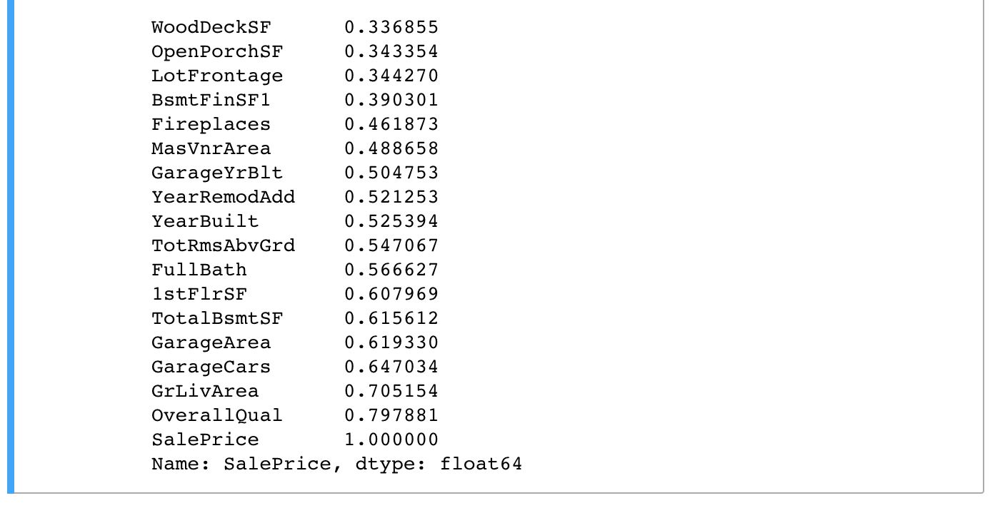 WoodDeckSF 0.336855
OpenPorchSF 0.343354
LotFrontage 0.344270
BsmtFinSF1 0.390301
Fireplaces 0.461873
MasVnrArea 0.488658
GarageYrBlt 0.504753
YearRemodAdd 0.521253
YearBuilt 0.525394
TotRmsAbvGrd 0.547067
FullBath 0.566627
1stFlrSF 0.607969
TotalBsmtSF 0.615612
GarageArea 0.619330
GarageCars 0.647034
GrLivArea 0.705154
OverallQual 0.797881
SalePrice 1.000000
Name: SalePrice, dtype: float64